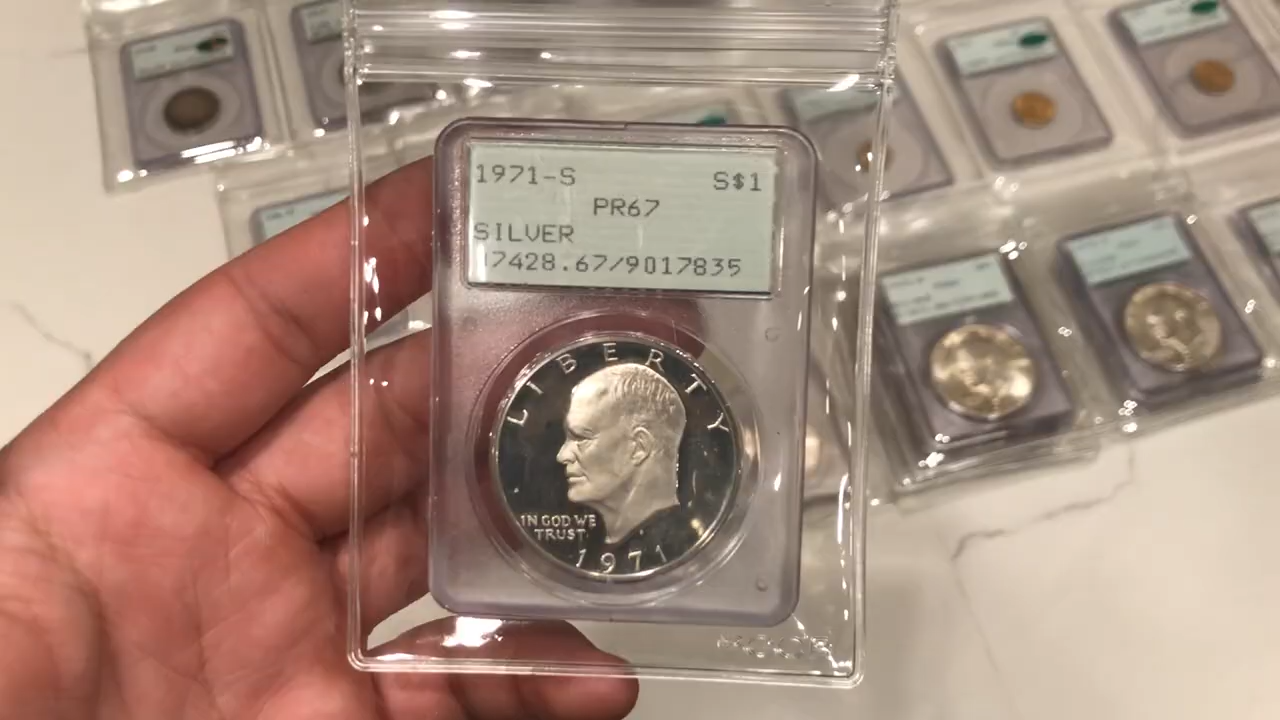 1971-S S$1
PR67
SILVER
7428.67/9017835
LIBERTY
IN GOD WE
TRUST
1971